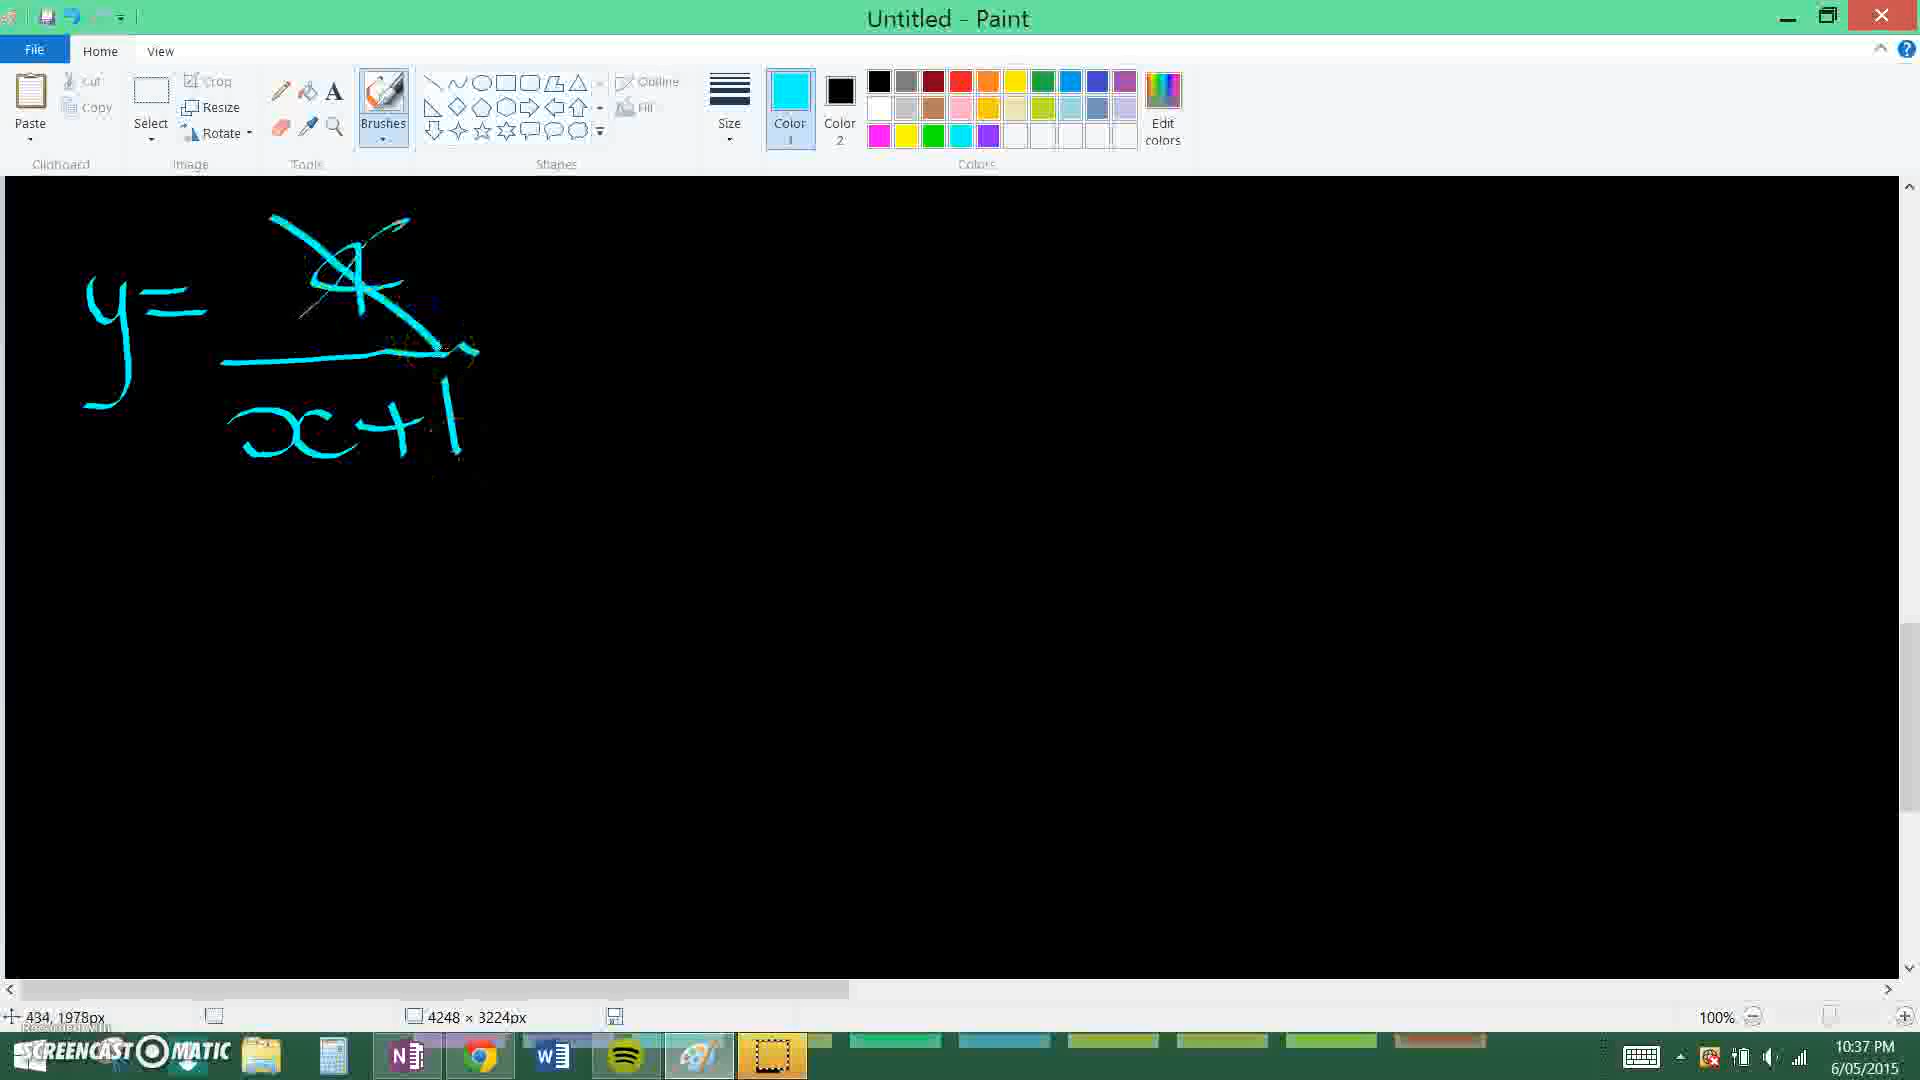 Untitled - Paint
File Home View
Paste Cut Copy Select Crop Resize Rotate Brushes Outline Fill Size Color 1 Color 2 Edit colors
Clipboard Image Tools Shapes Colors
y= 4
x+1
434, 1978px 4248 × 3224px 100%
SCREENCAST O MATIC
10:37 PM
6/05/2015